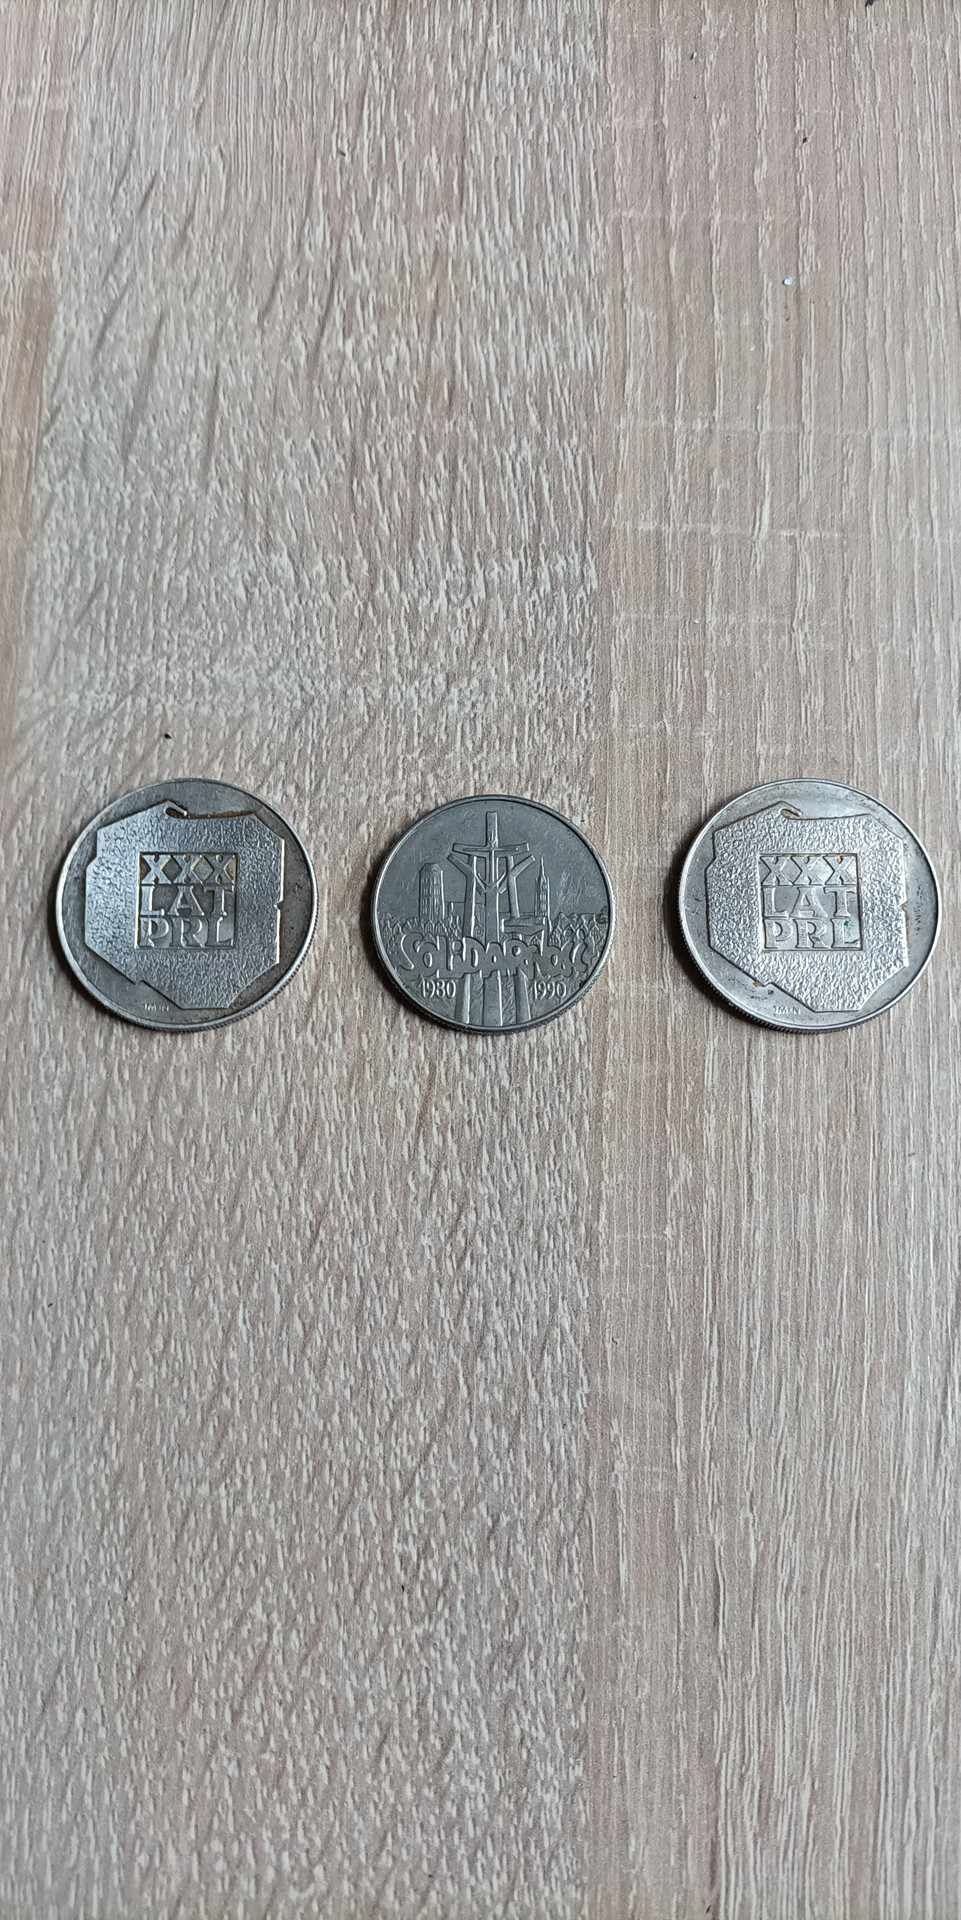 XXX
LAT
PRL
SOLIDARNOŚĆ
1980 1990
XXX
LAT
PRL